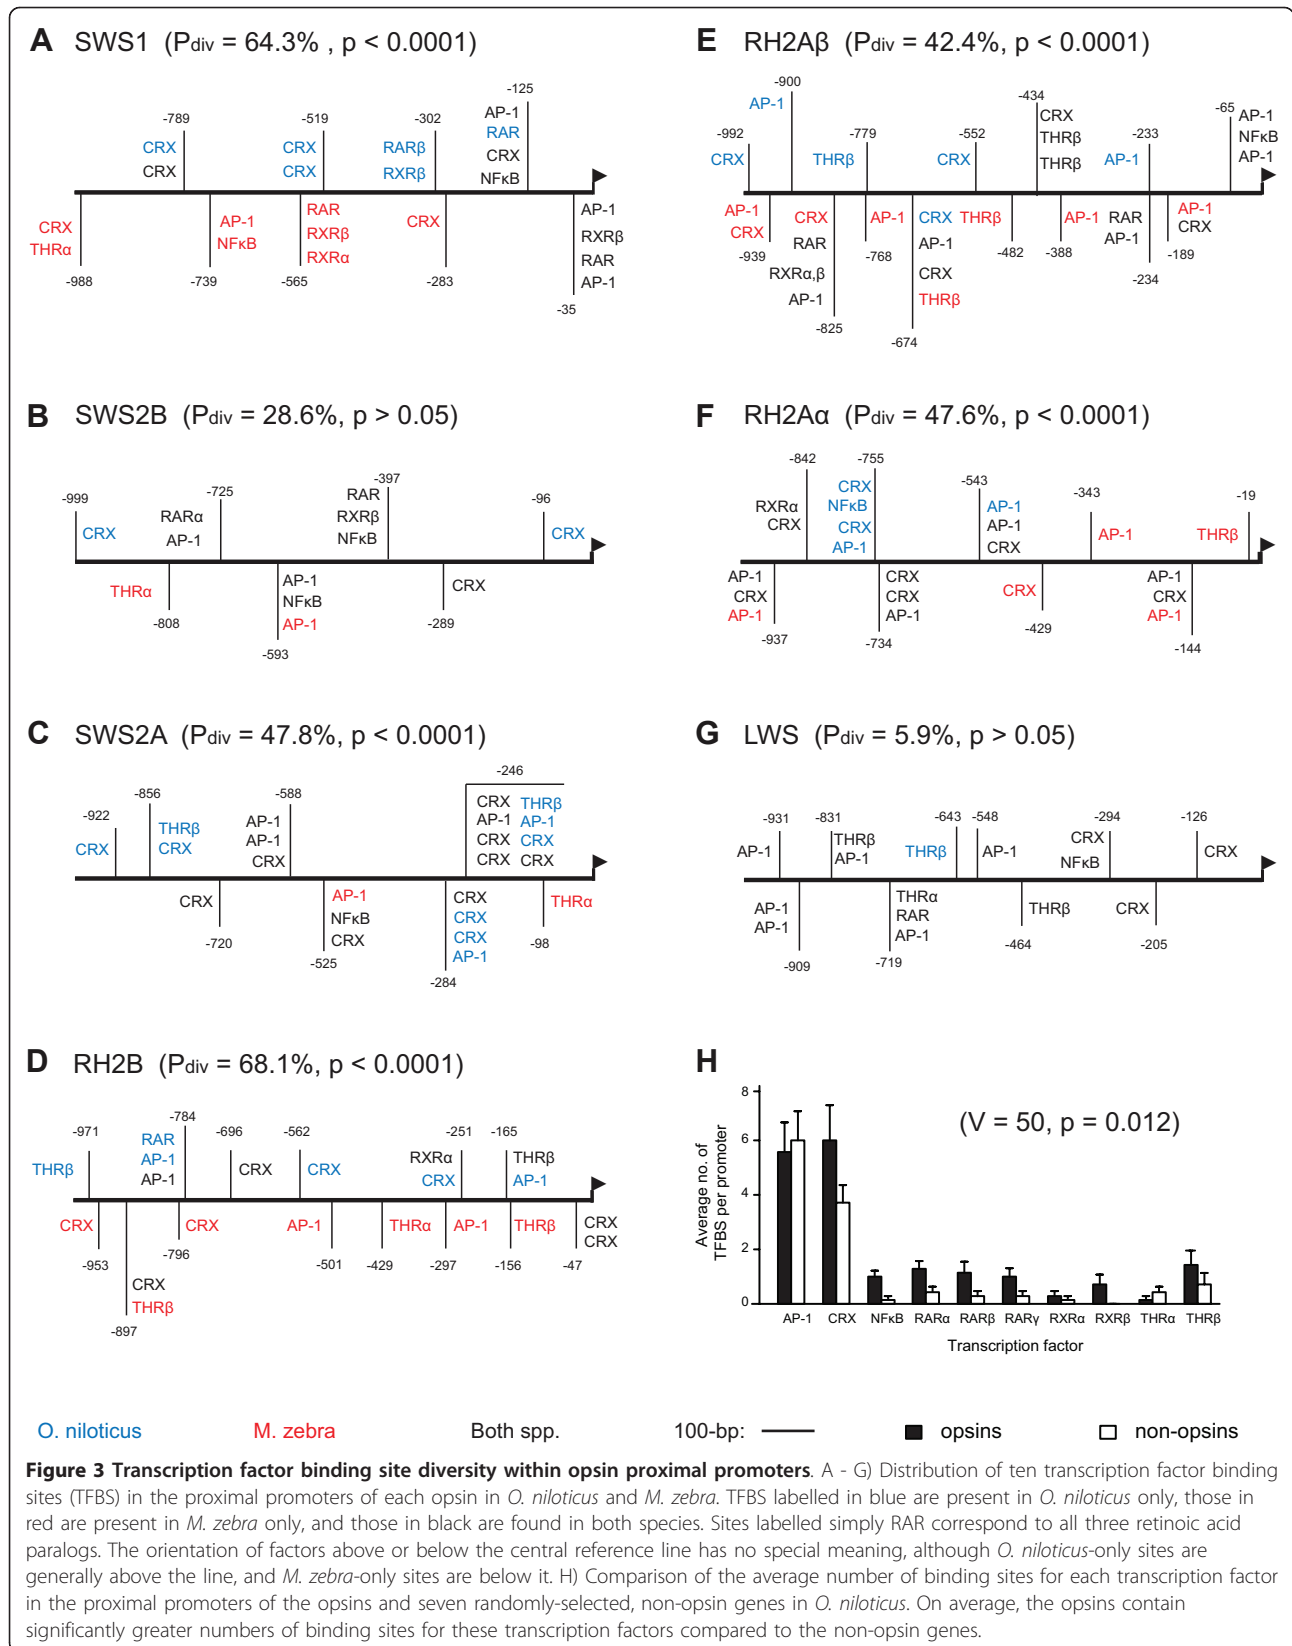 A SWS1 (Pdiv = 64.3% , p < 0.0001)
-789
-519
-302
-125
CRX
CRX
CRX
CRX
RARβ
RXRβ
AP-1
RAR
CRX
NFκB
CRX
THRα
AP-1
NFκB
RAR
RXRβ
RXRα
CRX
AP-1
RXRβ
RAR
AP-1
-988
-739
-565
-283
-35
B SWS2B (Pdiv = 28.6%, p > 0.05)
-999
-725
-397
-96
CRX
RARα
AP-1
RAR
RXRβ
NFκB
CRX
THRα
AP-1
NFκB
AP-1
CRX
-808
-593
-289
C SWS2A (Pdiv = 47.8%, p < 0.0001)
-922
-856
-588
-246
CRX
THRβ
CRX
AP-1
AP-1
CRX
CRX THRβ
AP-1 AP-1
CRX CRX
CRX CRX
CRX
AP-1
NFκB
CRX
CRX
CRX
CRX
AP-1
THRα
-720
-525
-284
-98
D RH2B (Pdiv = 68.1%, p < 0.0001)
-971
-784
-696
-562
-251
-165
THRβ
RAR
AP-1
AP-1
CRX
CRX
RXRα
CRX
THRβ
AP-1
CRX
CRX
THRβ
CRX
AP-1
THRα
AP-1
THRβ
CRX
CRX
-953
-897
-796
-501
-429
-297
-156
-47
E RH2Aβ (Pdiv = 42.4%, p < 0.0001)
-992
-900
-779
-552
-434
-233
-65
CRX
AP-1
THRβ
CRX
CRX
THRβ
THRβ
AP-1
AP-1
NFκB
AP-1
AP-1
CRX
CRX
RAR
RXRα,β
AP-1
AP-1
CRX
AP-1
CRX
THRβ
THRβ
AP-1
RAR
AP-1
AP-1
CRX
-939
-825
-768
-674
-482
-388
-234
-189
F RH2Aα (Pdiv = 47.6%, p < 0.0001)
-842
-755
-543
-343
-19
RXRα
CRX
CRX
NFκB
CRX
AP-1
AP-1
AP-1
CRX
AP-1
THRβ
AP-1
CRX
AP-1
CRX
CRX
AP-1
CRX
AP-1
CRX
AP-1
-937
-734
-429
-144
G LWS (Pdiv = 5.9%, p > 0.05)
-931
-831
-643
-548
-294
-126
AP-1
THRβ
AP-1
THRβ
AP-1
CRX
NFκB
CRX
AP-1
AP-1
THRα
RAR
AP-1
THRβ
CRX
-909
-719
-464
-205
H
(V = 50, p = 0.012)
Average no. of
TFBS per promoter
8
6
4
2
0
AP-1 CRX NFκB RARα RARβ RARγ RXRα RXRβ THRα THRβ
Transcription factor
O. niloticus M. zebra Both spp. 100-bp: opsins non-opsins
Figure 3 Transcription factor binding site diversity within opsin proximal promoters. A - G) Distribution of ten transcription factor binding
sites (TFBS) in the proximal promoters of each opsin in O. niloticus and M. zebra. TFBS labelled in blue are present in O. niloticus only, those in
red are present in M. zebra only, and those in black are found in both species. Sites labelled simply RAR correspond to all three retinoic acid
paralogs. The orientation of factors above or below the central reference line has no special meaning, although O. niloticus-only sites are
generally above the line, and M. zebra-only sites are below it. H) Comparison of the average number of binding sites for each transcription factor
in the proximal promoters of the opsins and seven randomly-selected, non-opsin genes in O. niloticus. On average, the opsins contain
significantly greater numbers of binding sites for these transcription factors compared to the non-opsin genes.